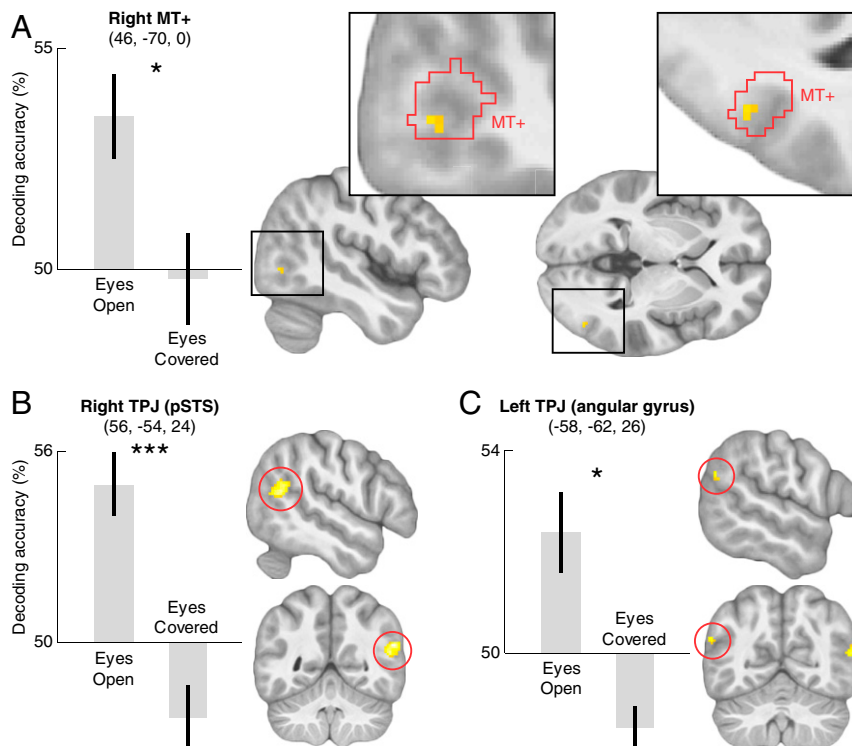 A
Right MT+
(46, -70, 0)
55
*
Decoding accuracy (%)
50
Eyes
Open
Eyes
Covered
MT+
MT+
B
Right TPJ (pSTS)
(56, -54, 24)
56
***
Decoding accuracy (%)
Eyes
Covered
50
Eyes
Open
C
Left TPJ (angular gyrus)
(-58, -62, 26)
54
*
Eyes
Covered
50
Eyes
Open